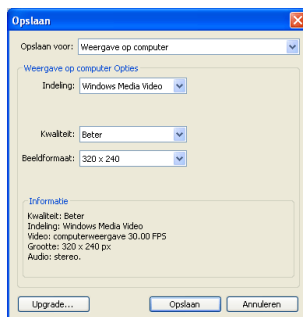 Opslaan
Opslaan voor: Weergave op computer
Weergave op computer Opties
Indeling: Windows Media Video
Kwaliteit: Beter
Beeldformaat: 320 x 240
Informatie
Kwaliteit: Beter
Indeling: Windows Media Video
Video: computerweergave 30.00 FPS
Grootte: 320 x 240 px
Audio: stereo.
Upgrade... Opslaan Annuleren